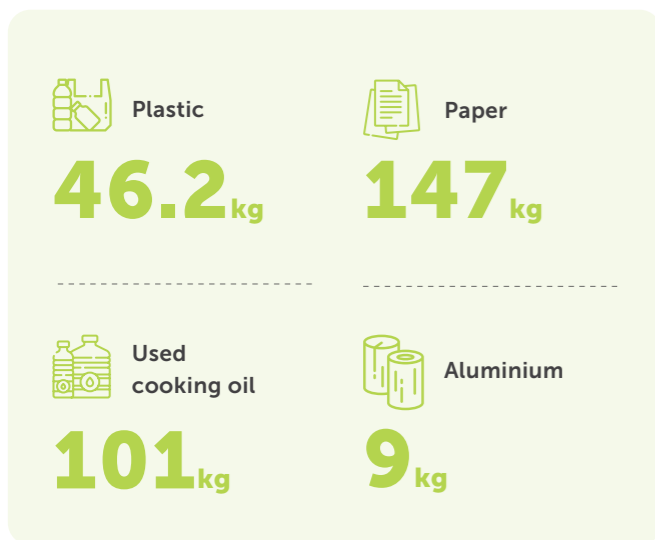 Plastic
46.2kg
Paper
147kg
Used
cooking oil
101kg
Aluminium
9kg